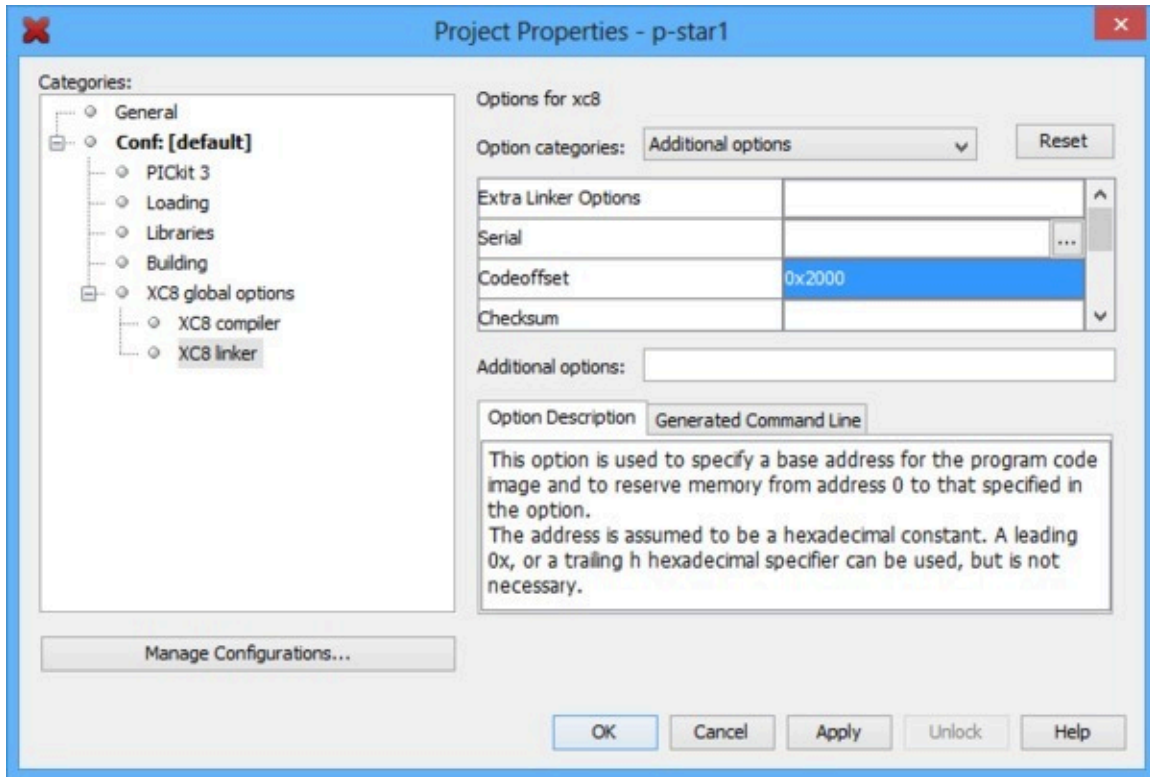 Project Properties - p-star1
Categories:
General
Conf: [default]
PICkit 3
Loading
Libraries
Building
XC8 global options
XC8 compiler
XC8 linker
Manage Configurations...
Options for xc8
Option categories: Additional options Reset
Extra Linker Options
Serial ...
Codeoffset 0x2000
Checksum
Additional options:
Option Description Generated Command Line
This option is used to specify a base address for the program code
image and to reserve memory from address 0 to that specified in
the option.
The address is assumed to be a hexadecimal constant. A leading
0x, or a trailing h hexadecimal specifier can be used, but is not
necessary.
OK Cancel Apply Unlock Help